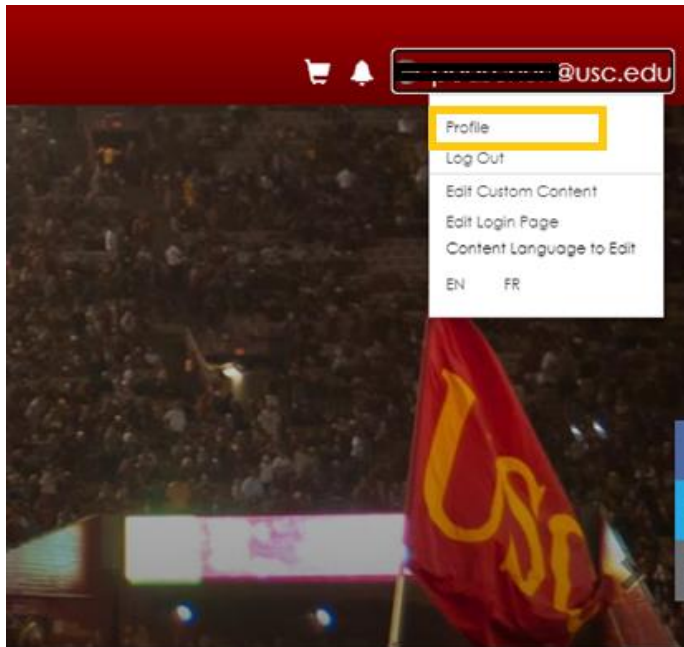 @usc.edu
Profile
Log Out
Edit Custom Content
Edit Login Page
Content Language to Edit
EN FR
USC